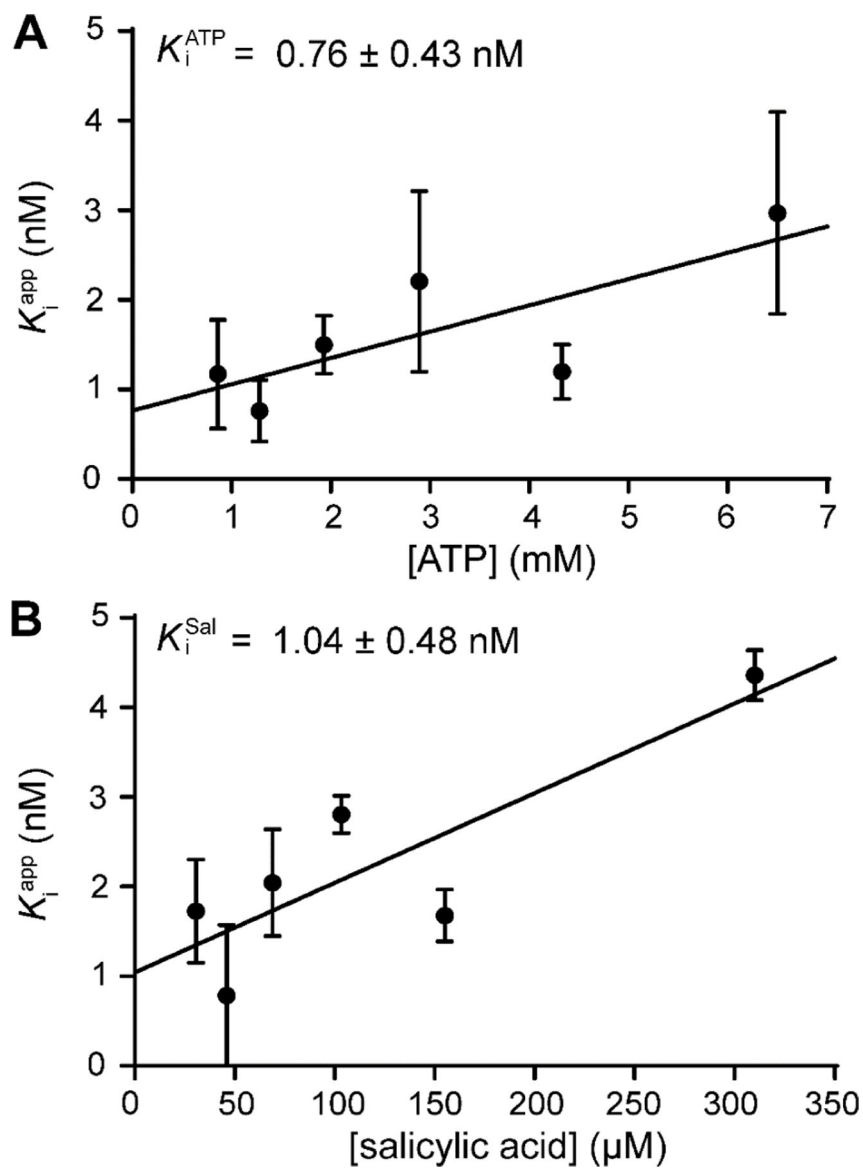 A
K_i^ATP = 0.76 ± 0.43 nM
5
4
3
2
1
0
K_i^app (nM)
0 1 2 3 4 5 6 7
[ATP] (mM)
B
K_i^Sal = 1.04 ± 0.48 nM
5
4
3
2
1
0
K_i^app (nM)
0 50 100 150 200 250 300 350
[salicylic acid] (µM)